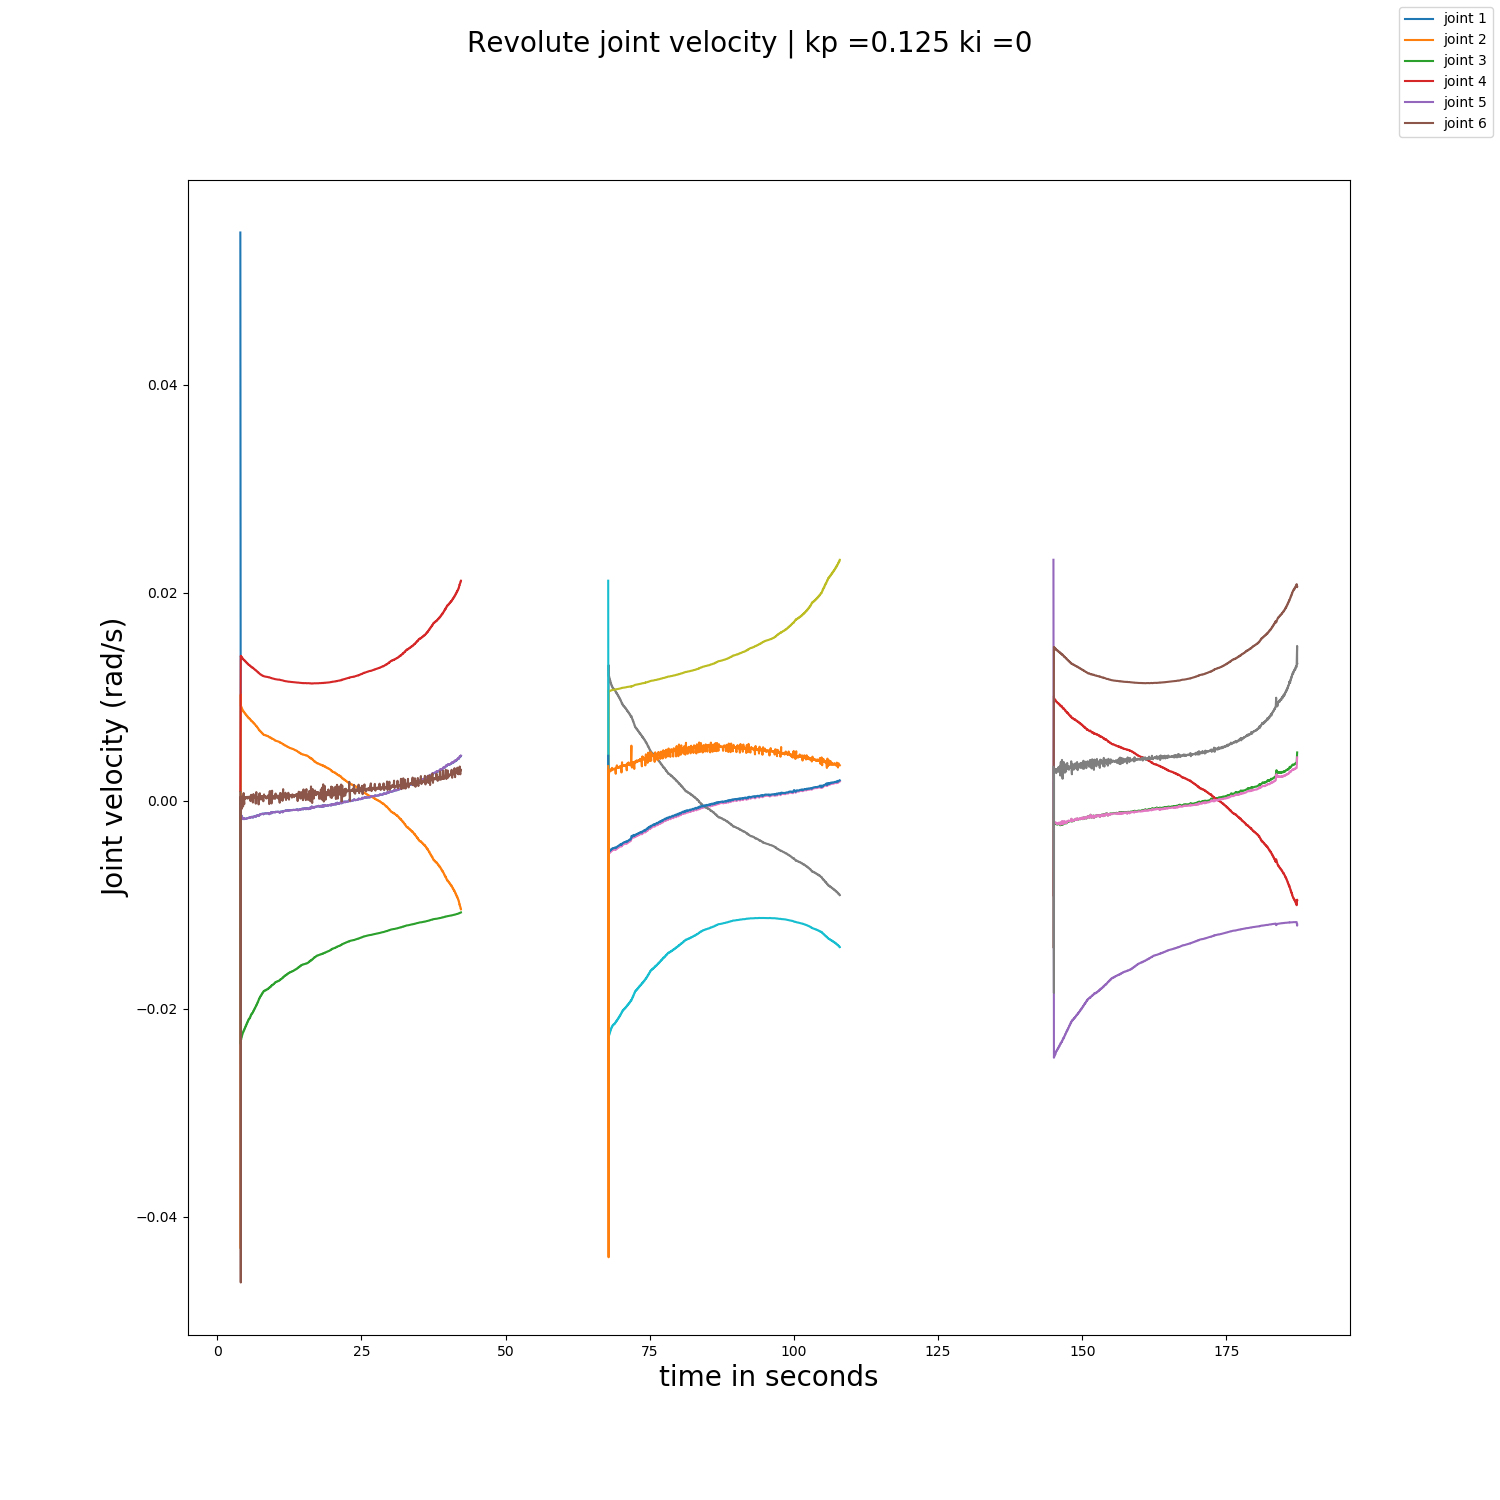 Revolute joint velocity | kp =0.125 ki =0
joint 1
joint 2
joint 3
joint 4
joint 5
joint 6
Joint velocity (rad/s)
0.04
0.02
0.00
−0.02
−0.04
0
25
50
75
100
125
150
175
time in seconds